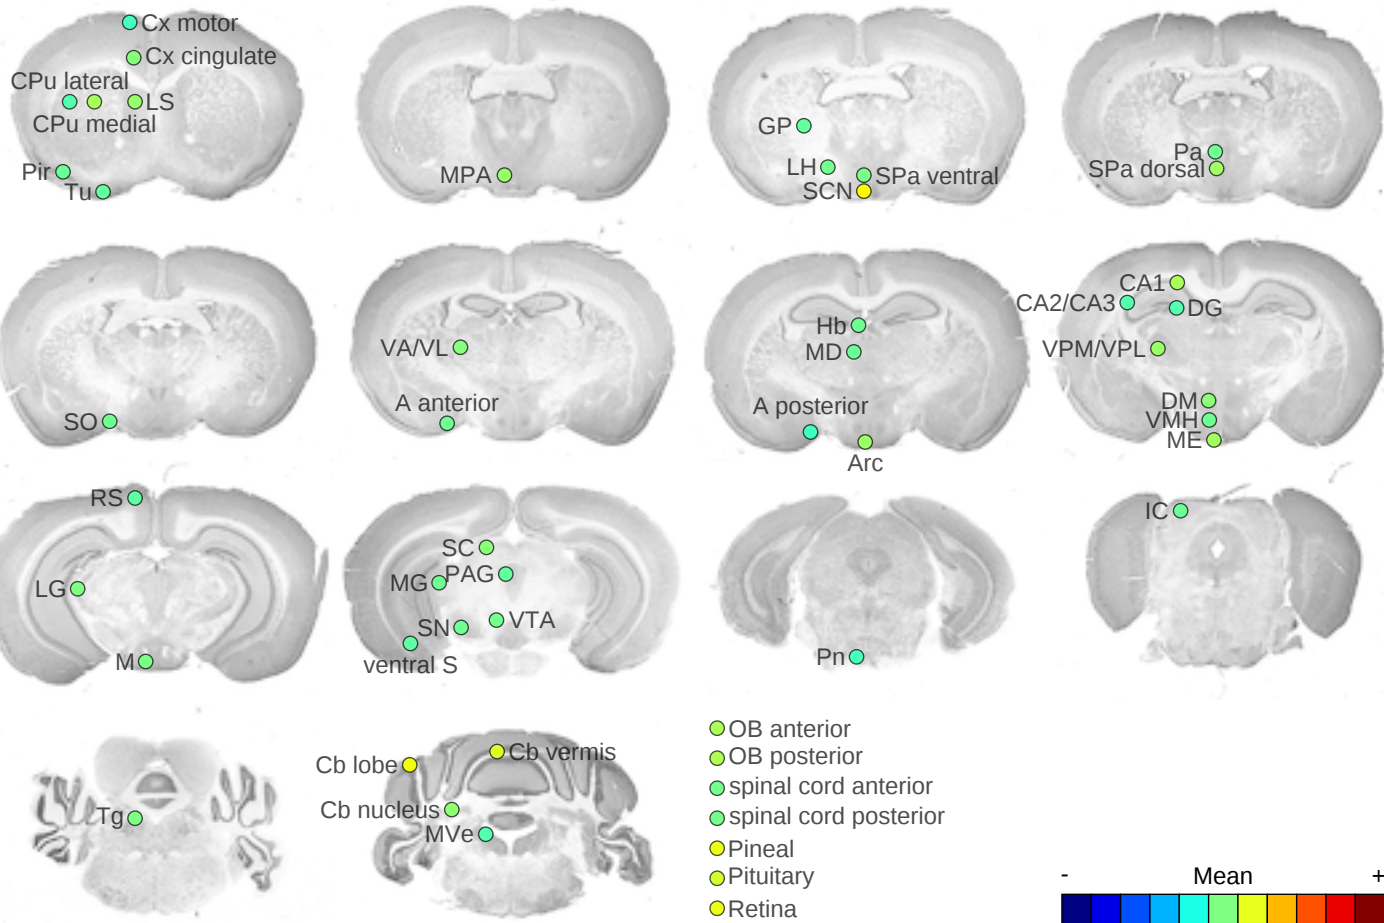 Cx motor
Cx cingulate
CPu lateral
LS
CPu medial
Pir
Tu
MPA
GP
LH
SPa ventral
SCN
Pa
SPa dorsal
SO
VA/VL
A anterior
Hb
MD
A posterior
Arc
CA1
CA2/CA3
DG
VPM/VPL
DM
VMH
ME
RS
LG
M
SC
MG
PAG
SN
VTA
ventral S
Pn
IC
Tg
Cb lobe
Cb vermis
Cb nucleus
MVe
OB anterior
OB posterior
spinal cord anterior
spinal cord posterior
Pineal
Pituitary
Retina
- Mean +